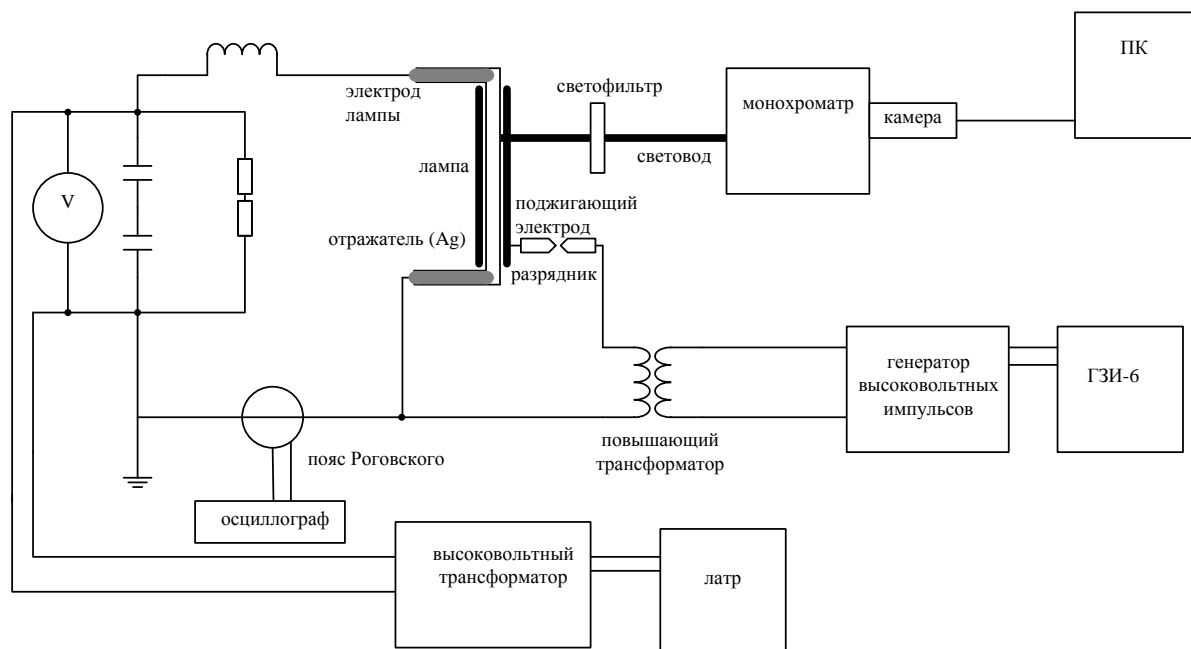 ПК
светофильтр
монохроматр
электрод
лампы
камера
световод
лампа
V
поджигающий
электрод
отражатель (Ag)
разрядник
генератор
высоковольтных
импульсов
ГЗИ-6
повышающий
трансформатор
пояс Роговского
осциллограф
высоковольтный
трансформатор
латр